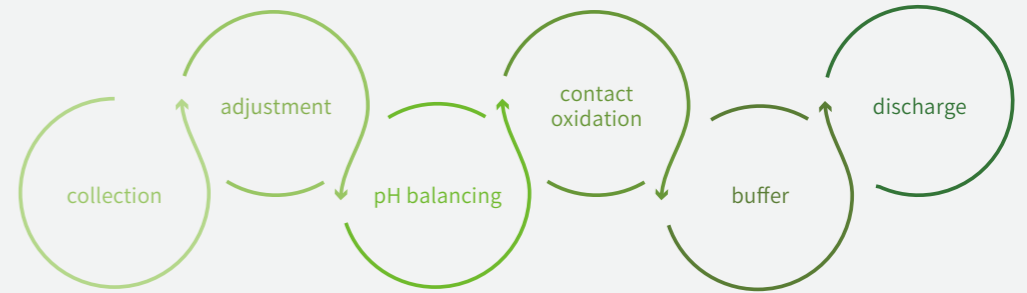 collection
adjustment
pH balancing
contact
oxidation
buffer
discharge